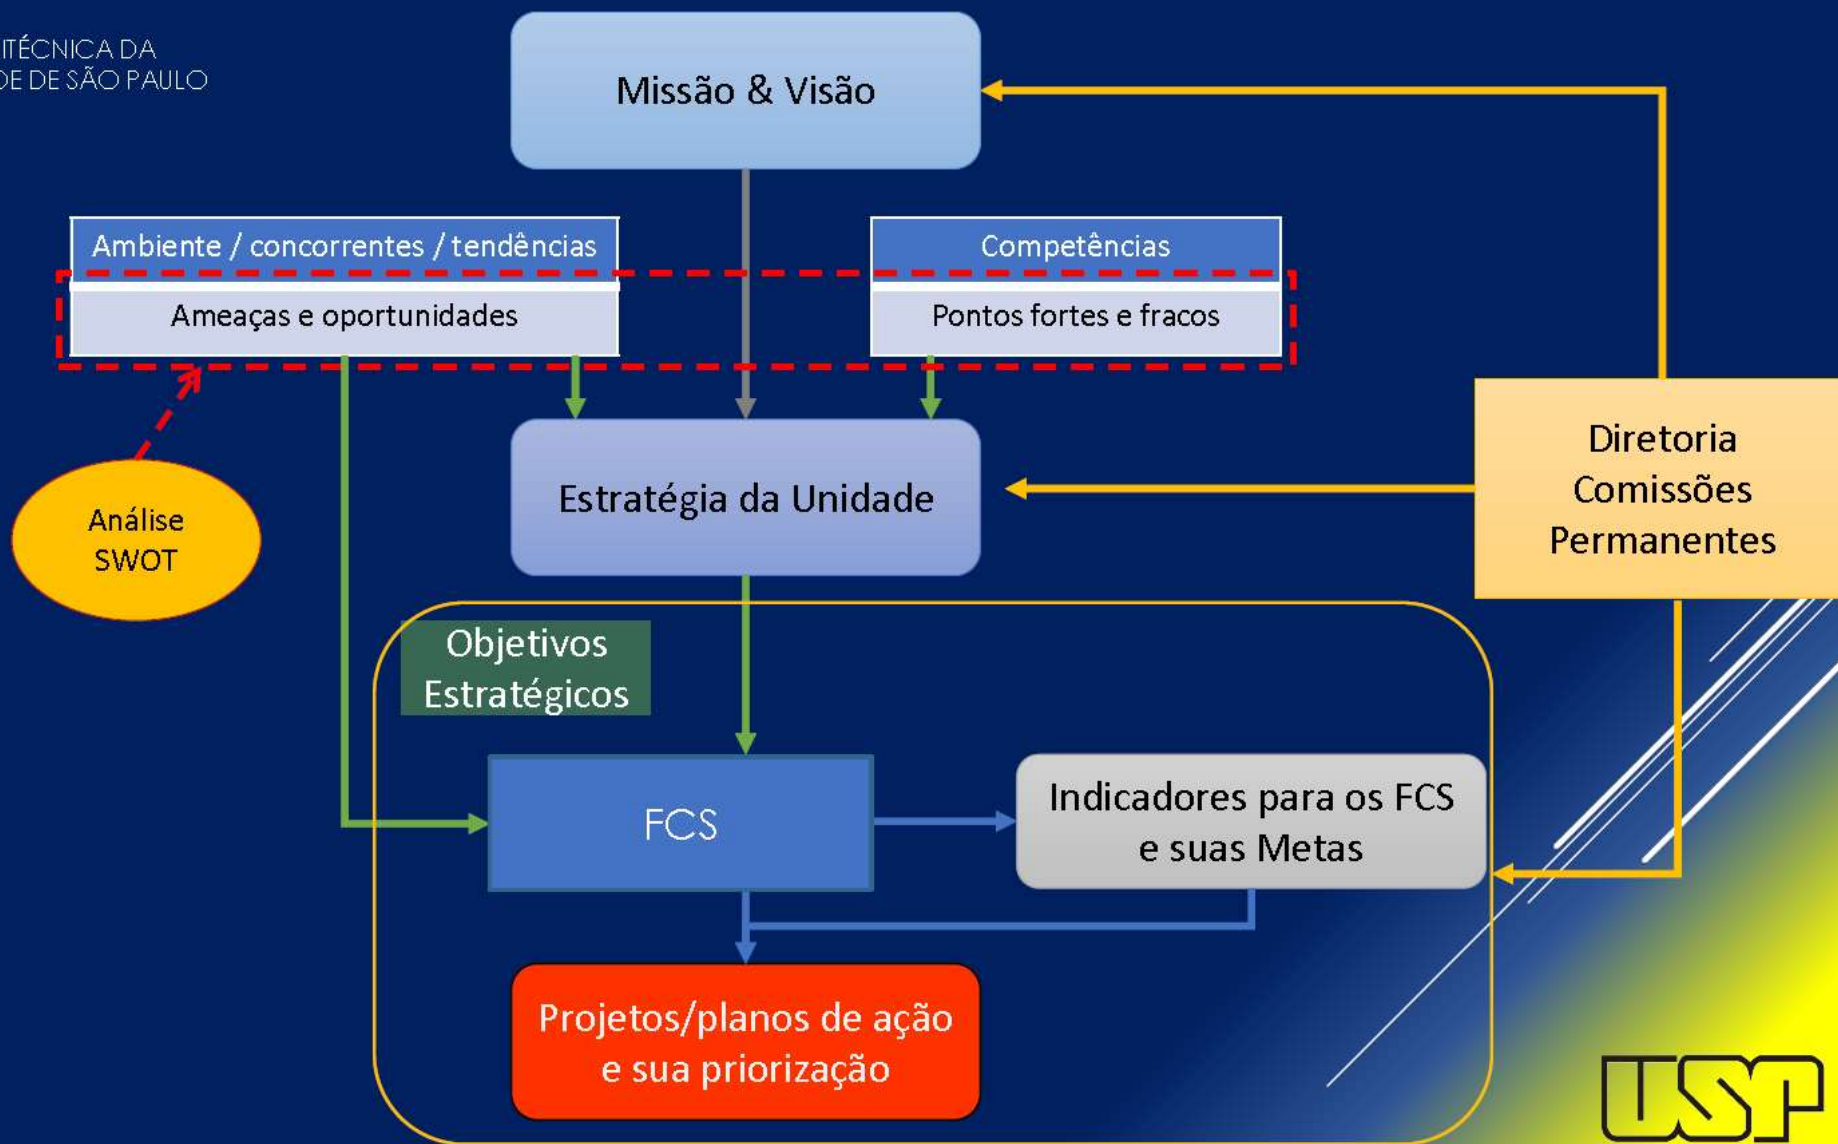 ITÉCNICA DA
DE DE SÃO PAULO
Missão & Visão
Ambiente / concorrentes / tendências
Ameaças e oportunidades
Competências
Pontos fortes e fracos
Análise
SWOT
Estratégia da Unidade
Diretoria
Comissões
Permanentes
Objetivos
Estratégicos
FCS
Indicadores para os FCS
e suas Metas
Projetos/planos de ação
e sua priorização
USP